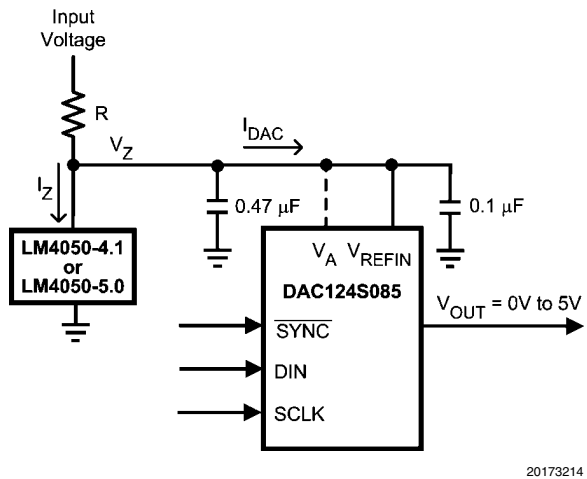 Input
Voltage
R
V_Z
I_DAC
I_Z
0.47 µF
0.1 µF
LM4050-4.1
or
LM4050-5.0
V_A V_REFIN
DAC124S085
SYNC
DIN
SCLK
V_OUT = 0V to 5V
20173214